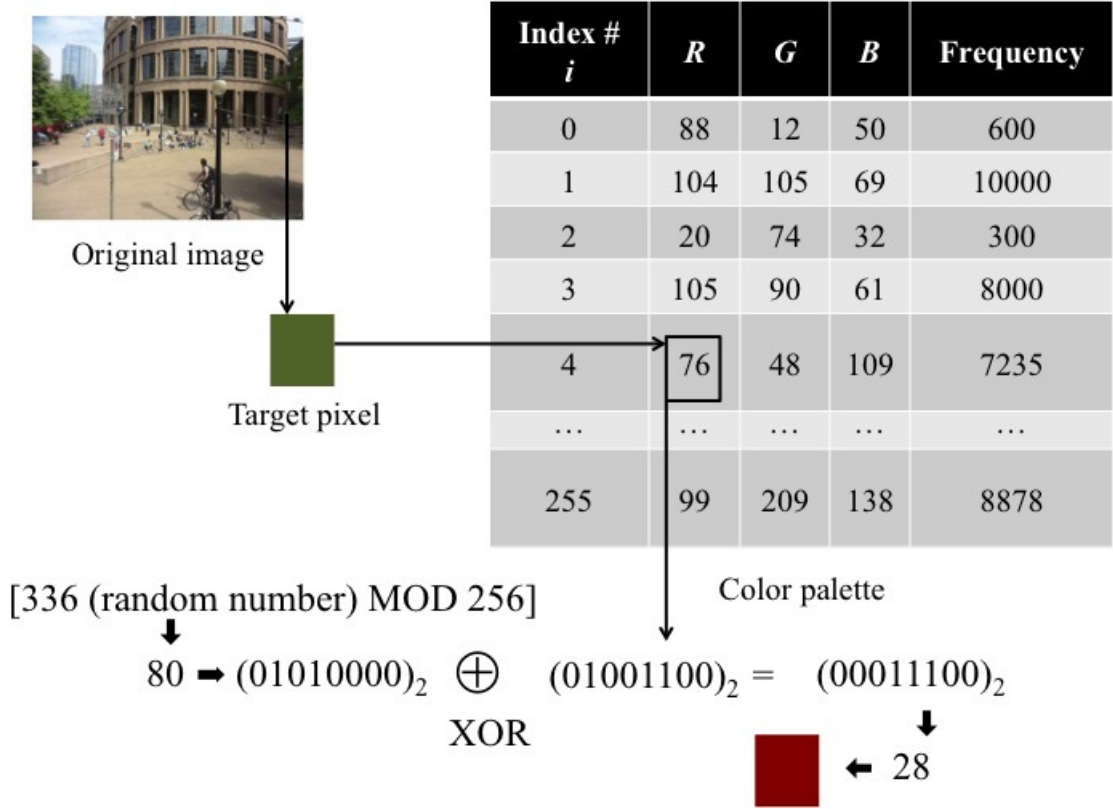 Index # i R G B Frequency
0 88 12 50 600
1 104 105 69 10000
2 20 74 32 300
3 105 90 61 8000
4 76 48 109 7235
… … … … …
255 99 209 138 8878
Original image
Target pixel
Color palette
[336 (random number) MOD 256]
80 ➡ (01010000)₂ ⊕ (01001100)₂ = (00011100)₂
XOR
28